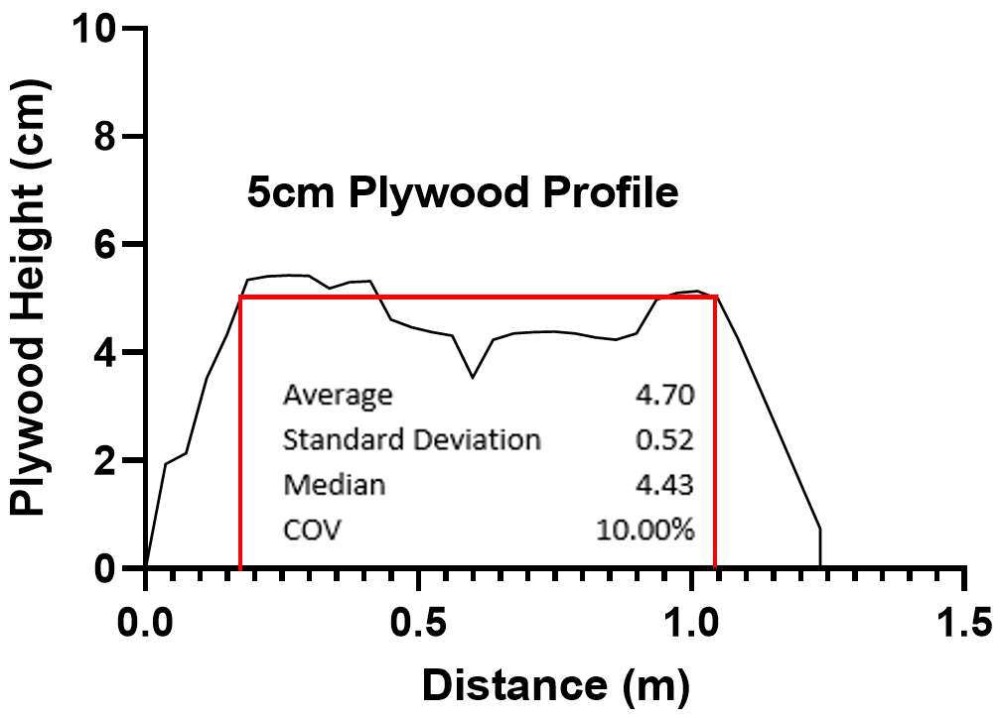 10
8
6
4
2
0
Plywood Height (cm)
5cm Plywood Profile
Average 4.70
Standard Deviation 0.52
Median 4.43
COV 10.00%
0.0 0.5 1.0 1.5
Distance (m)